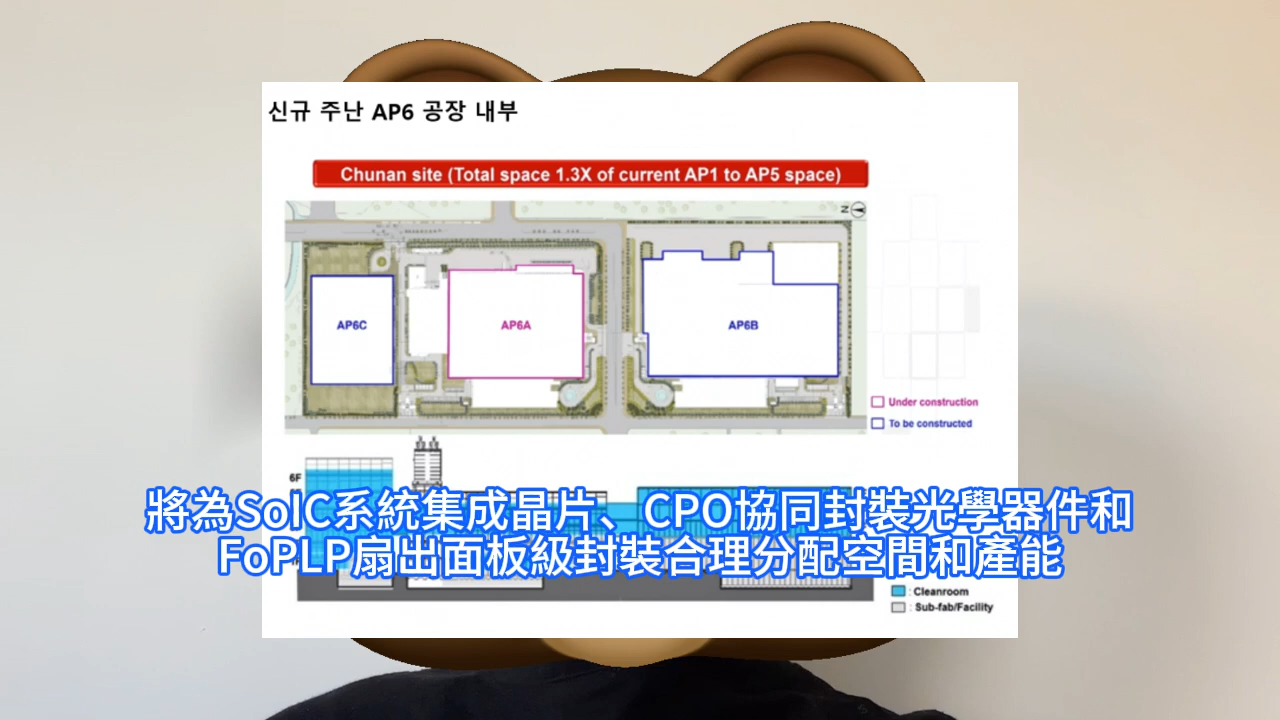 신규 주난 AP6 공장 내부
Chunan site (Total space 1.3X of current AP1 to AP5 space)
N
AP6C
AP6A
AP6B
Under construction
To be constructed
6F
將為SoIC系統集成晶片、CPO協同封裝光學器件和
FoPLP扇出面板級封裝合理分配空間和產能
: Cleanroom
: Sub-fab/Facility